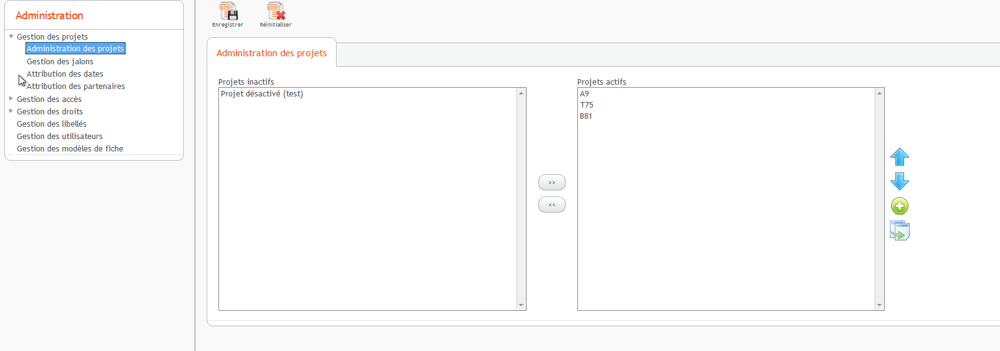 Administration
Gestion des projets
Administration des projets
Gestion des jalons
Attribution des dates
Attribution des partenaires
Gestion des accès
Gestion des droits
Gestion des libellés
Gestion des utilisateurs
Gestion des modèles de fiche
EDS EDS
Enregistrer Réinitialiser
Administration des projets
Projets inactifs
Projet désactivé (test)
>>
<<
Projets actifs
A9
T75
B81